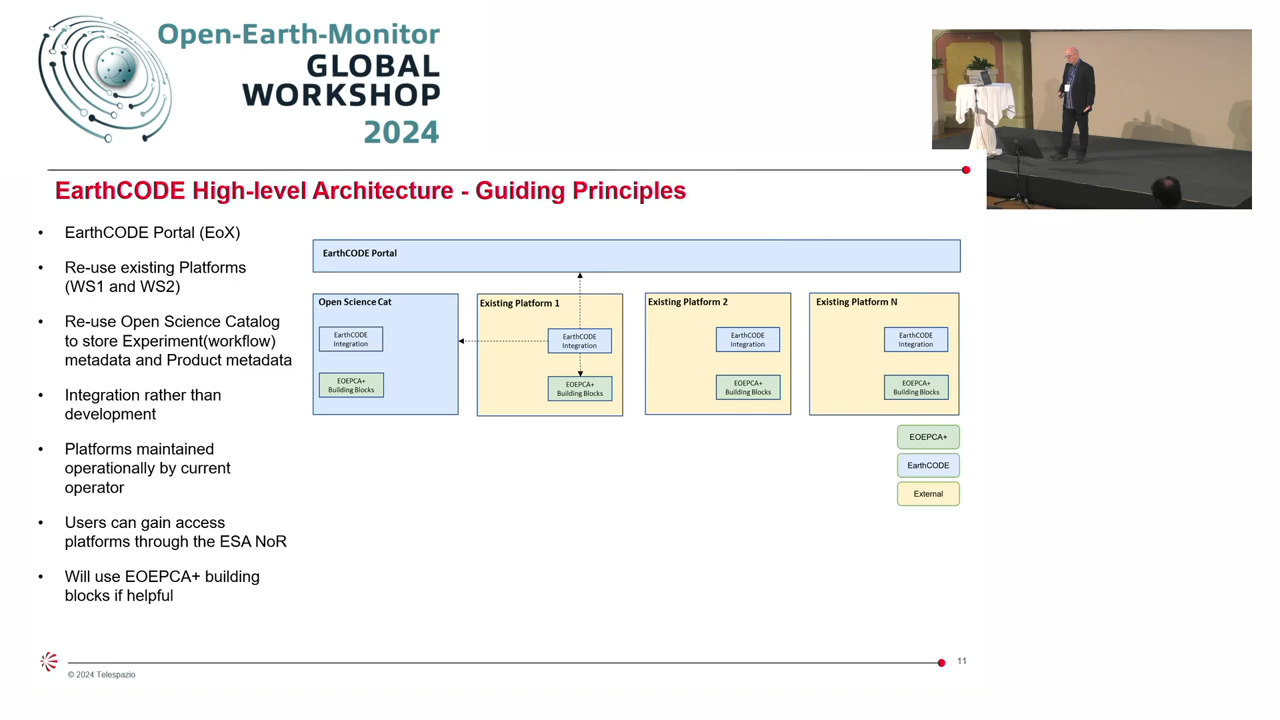 Open-Earth-Monitor
GLOBAL
WORKSHOP
2024
EarthCODE High-level Architecture - Guiding Principles
• EarthCODE Portal (EoX)
• Re-use existing Platforms
(WS1 and WS2)
• Re-use Open Science Catalog
to store Experiment(workflow)
metadata and Product metadata
• Integration rather than
development
• Platforms maintained
operationally by current
operator
• Users can gain access
platforms through the ESA NoR
• Will use EOEPCA+ building
blocks if helpful
EarthCODE Portal
Open Science Cat
EarthCODE
Integration
EOEPCA+
Building Blocks
Existing Platform 1
EarthCODE
Integration
EOEPCA+
Building Blocks
Existing Platform 2
EarthCODE
Integration
EOEPCA+
Building Blocks
Existing Platform N
EarthCODE
Integration
EOEPCA+
Building Blocks
EOEPCA+
EarthCODE
External
© 2024 Telespazio
11